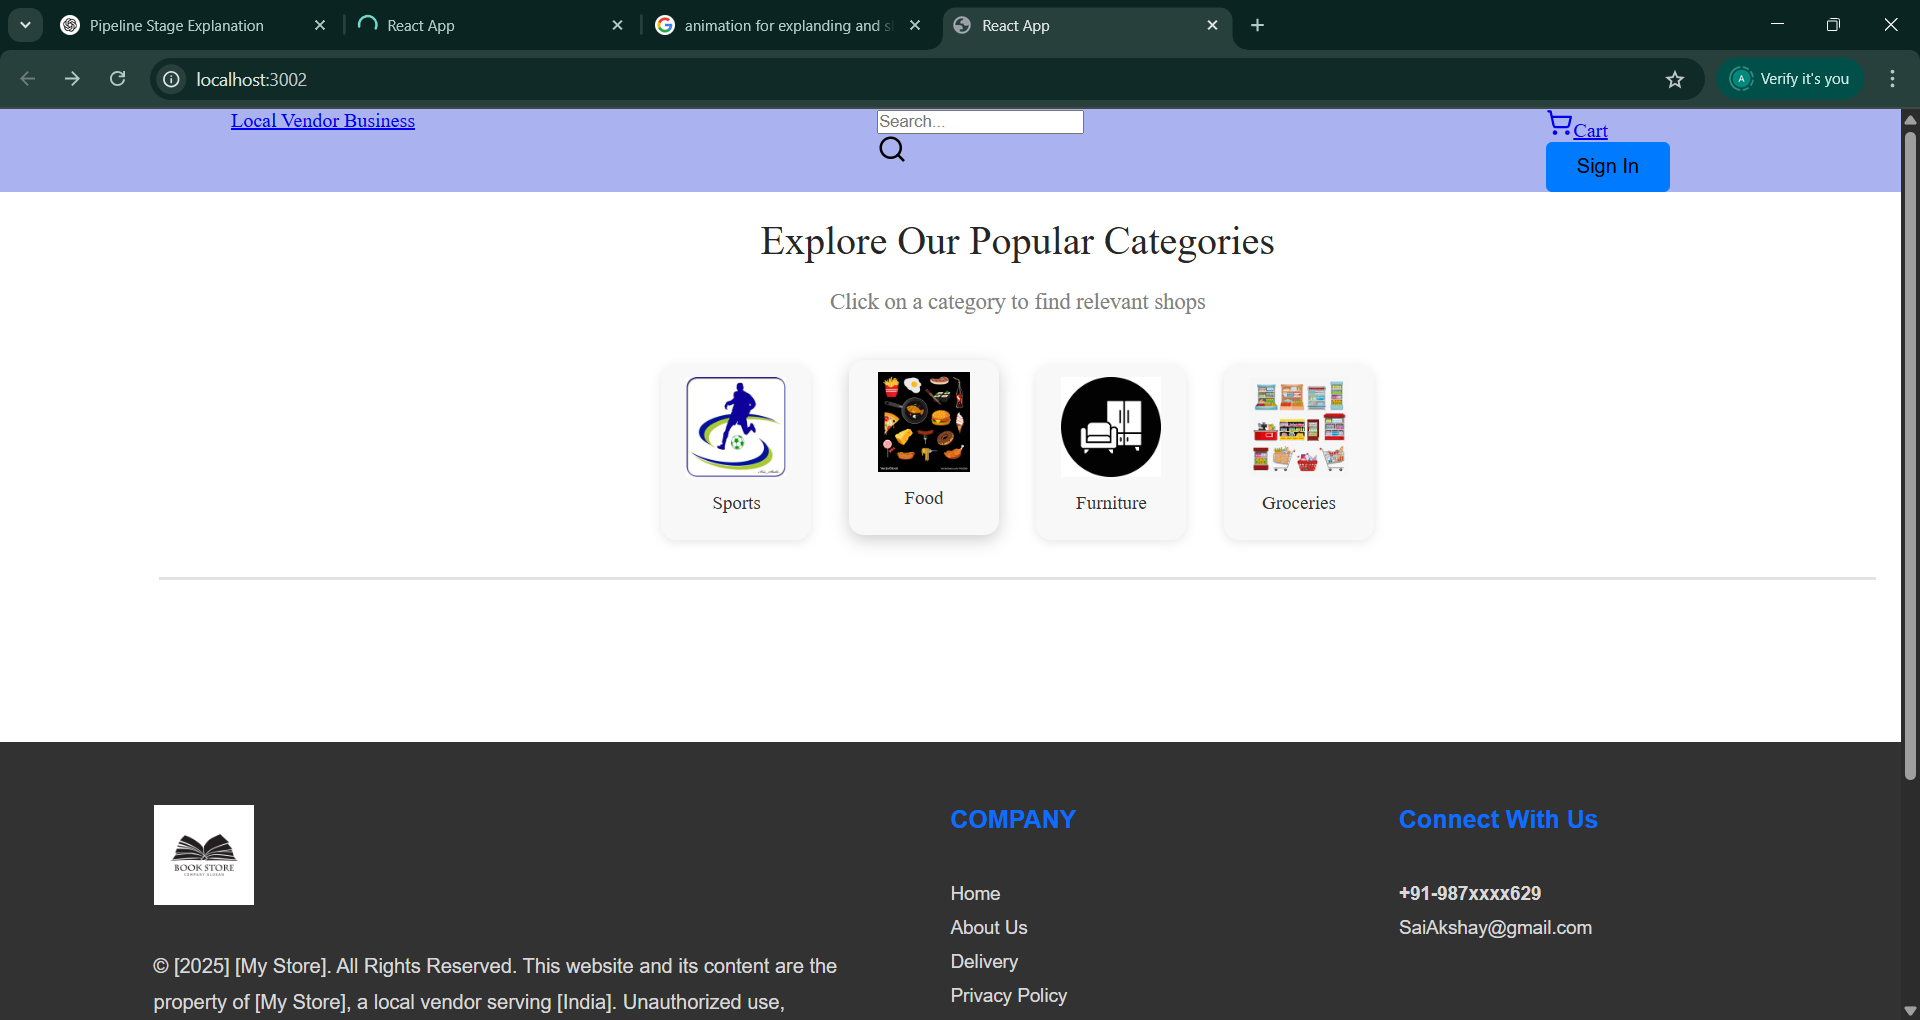 Pipeline Stage Explanation
React App
animation for explanding and s
React App
localhost:3002
A
Verify it's you
Local Vendor Business
Search...
Cart
Sign In
Explore Our Popular Categories
Click on a category to find relevant shops
Sports
Food
Furniture
Groceries
BOOK STORE
COMPANY SLOGAN
COMPANY
Connect With Us
Home
+91-987xxxx629
About Us
SaiAkshay@gmail.com
Delivery
Privacy Policy
© [2025] [My Store]. All Rights Reserved. This website and its content are the
property of [My Store], a local vendor serving [India]. Unauthorized use,